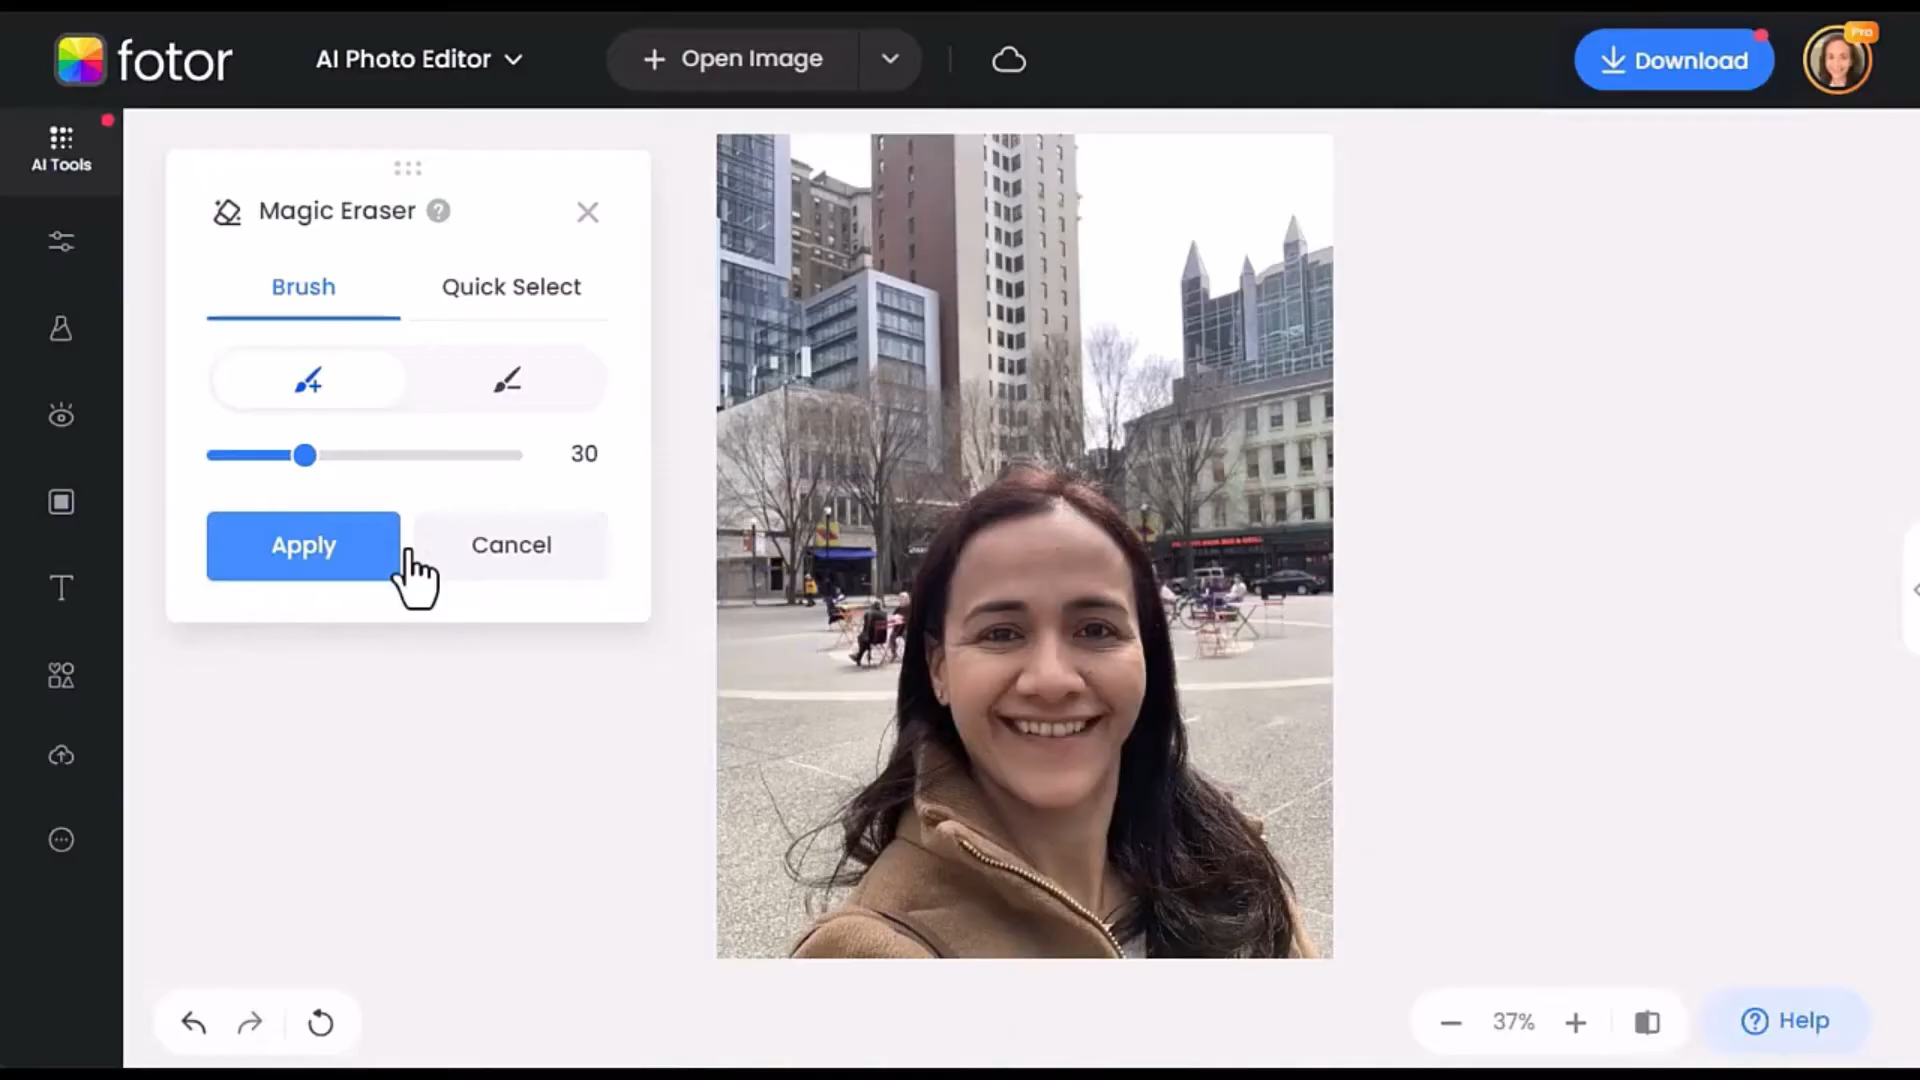 fotor
AI Photo Editor
Open Image
Download
Pro
AI Tools
Magic Eraser ?
Brush
Quick Select
30
Apply
Cancel
37%
? Help